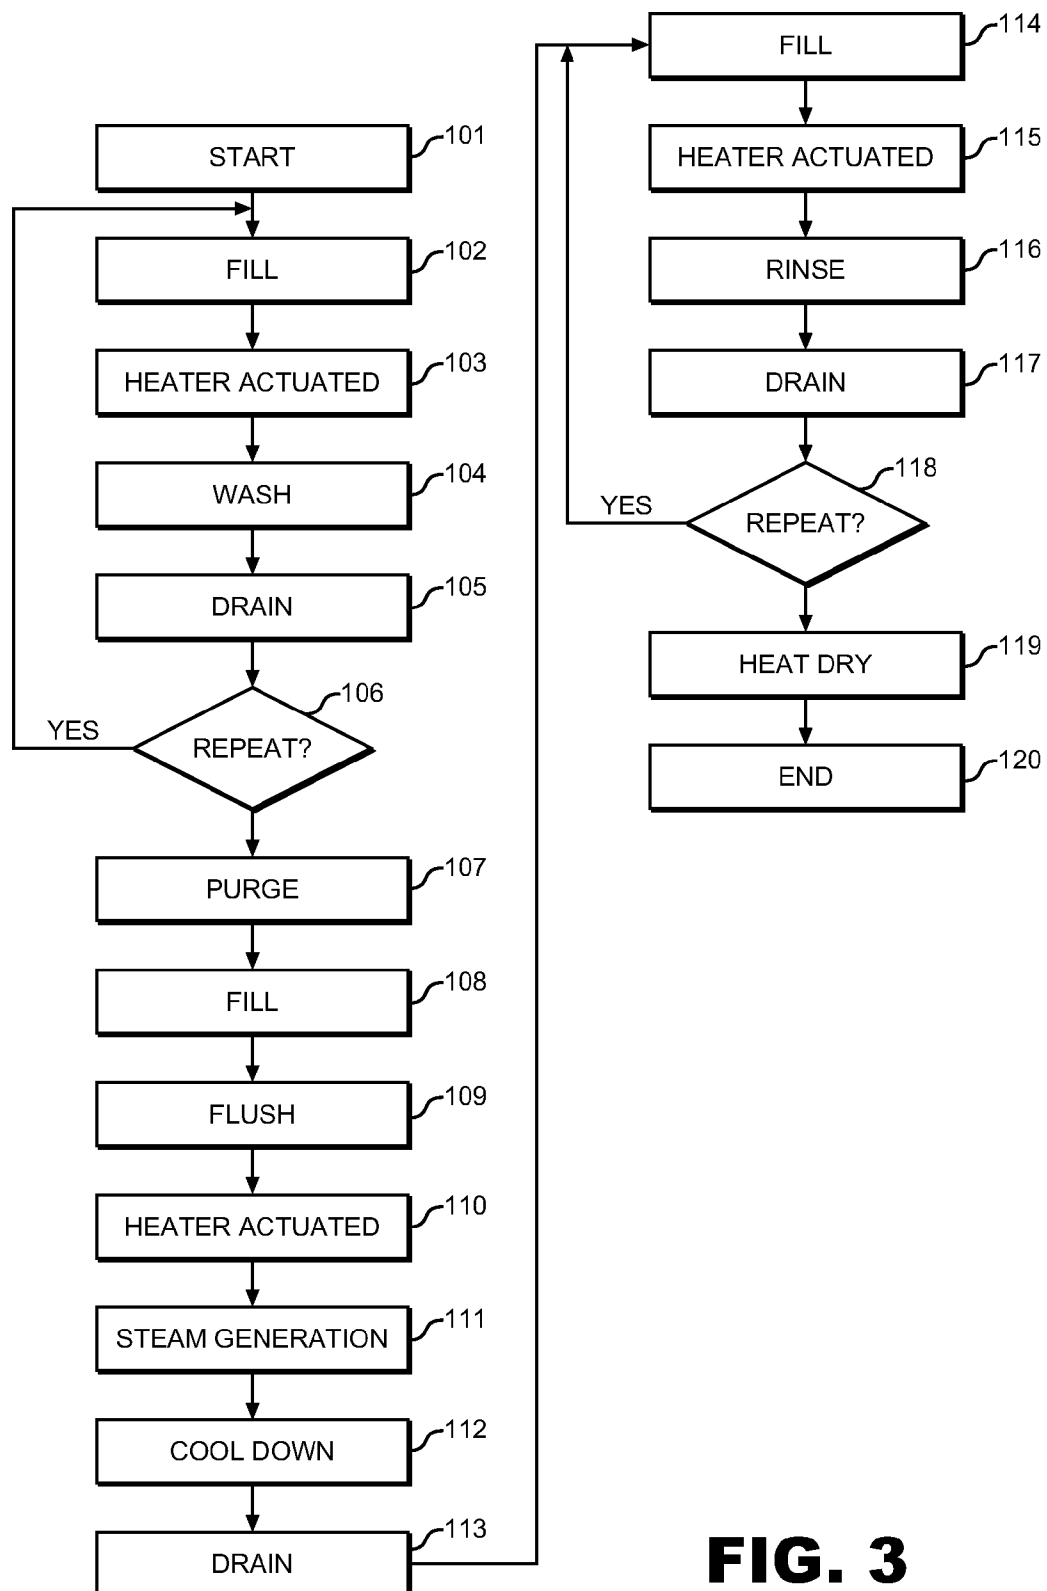 START
101
FILL
102
HEATER ACTUATED
103
WASH
104
DRAIN
105
REPEAT?
106
YES
PURGE
107
FILL
108
FLUSH
109
HEATER ACTUATED
110
STEAM GENERATION
111
COOL DOWN
112
DRAIN
113
FILL
114
HEATER ACTUATED
115
RINSE
116
DRAIN
117
REPEAT?
118
YES
HEAT DRY
119
END
120
FIG. 3